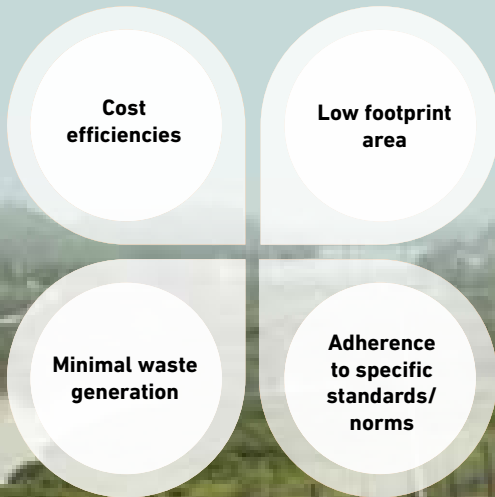 Cost
efficiencies
Low footprint
area
Minimal waste
generation
Adherence
to specific
standards/
norms